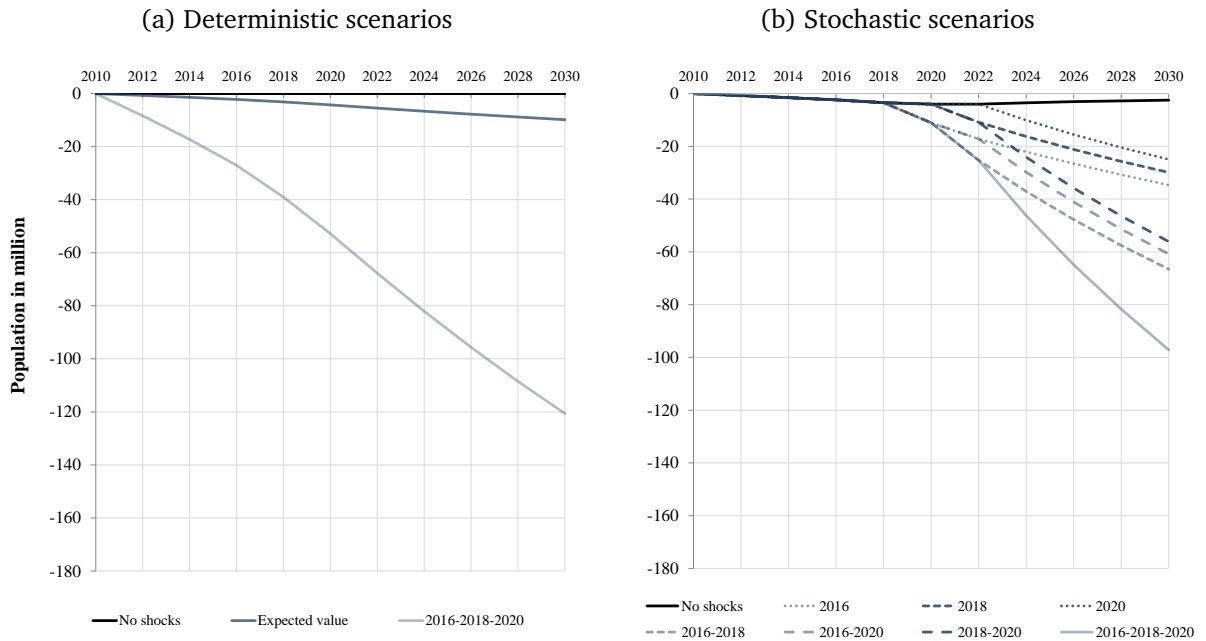 (a) Deterministic scenarios
(b) Stochastic scenarios
2010 2012 2014 2016 2018 2020 2022 2024 2026 2028 2030
2010 2012 2014 2016 2018 2020 2022 2024 2026 2028 2030
Population in million
0
-20
-40
-60
-80
-100
-120
-140
-160
-180
0
-20
-40
-60
-80
-100
-120
-140
-160
-180
No shocks Expected value 2016-2018-2020
No shocks 2016 2018 2020
2016-2018 2016-2020 2018-2020 2016-2018-2020